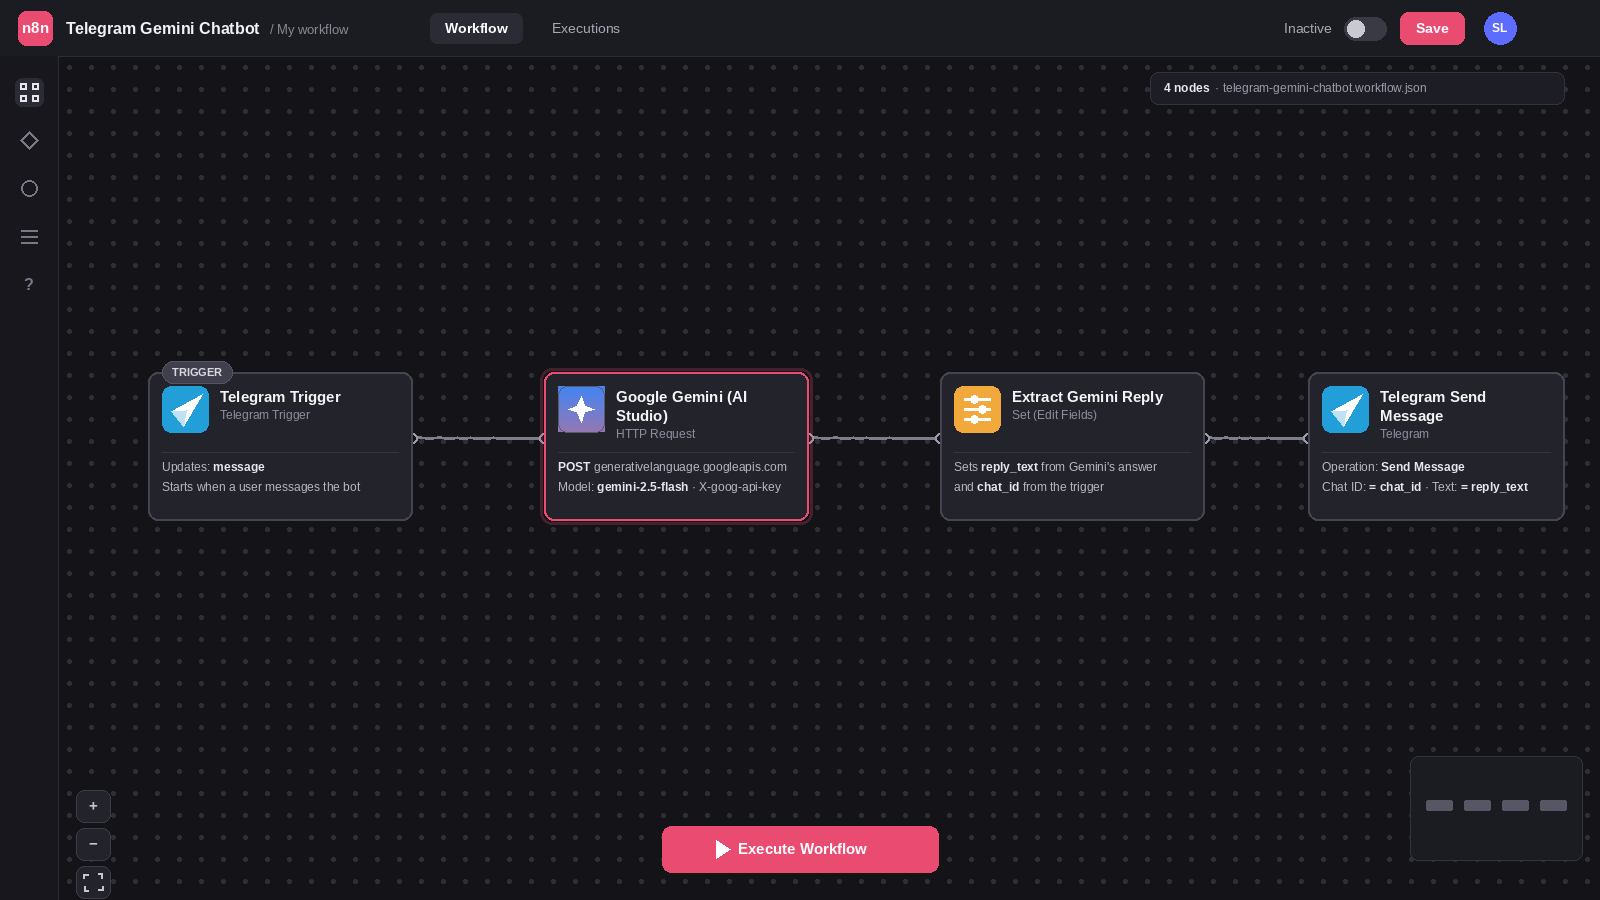 n8n Telegram Gemini Chatbot / My workflow Workflow Executions Inactive Save SL
4 nodes · telegram-gemini-chatbot.workflow.json
?
TRIGGER
Telegram Trigger
Telegram Trigger
Updates: message
Starts when a user messages the bot
Google Gemini (AI
Studio)
HTTP Request
POST generativelanguage.googleapis.com
Model: gemini-2.5-flash · X-goog-api-key
Extract Gemini Reply
Set (Edit Fields)
Sets reply_text from Gemini's answer
and chat_id from the trigger
Telegram Send
Message
Telegram
Operation: Send Message
Chat ID: = chat_id · Text: = reply_text
+
−
Execute Workflow